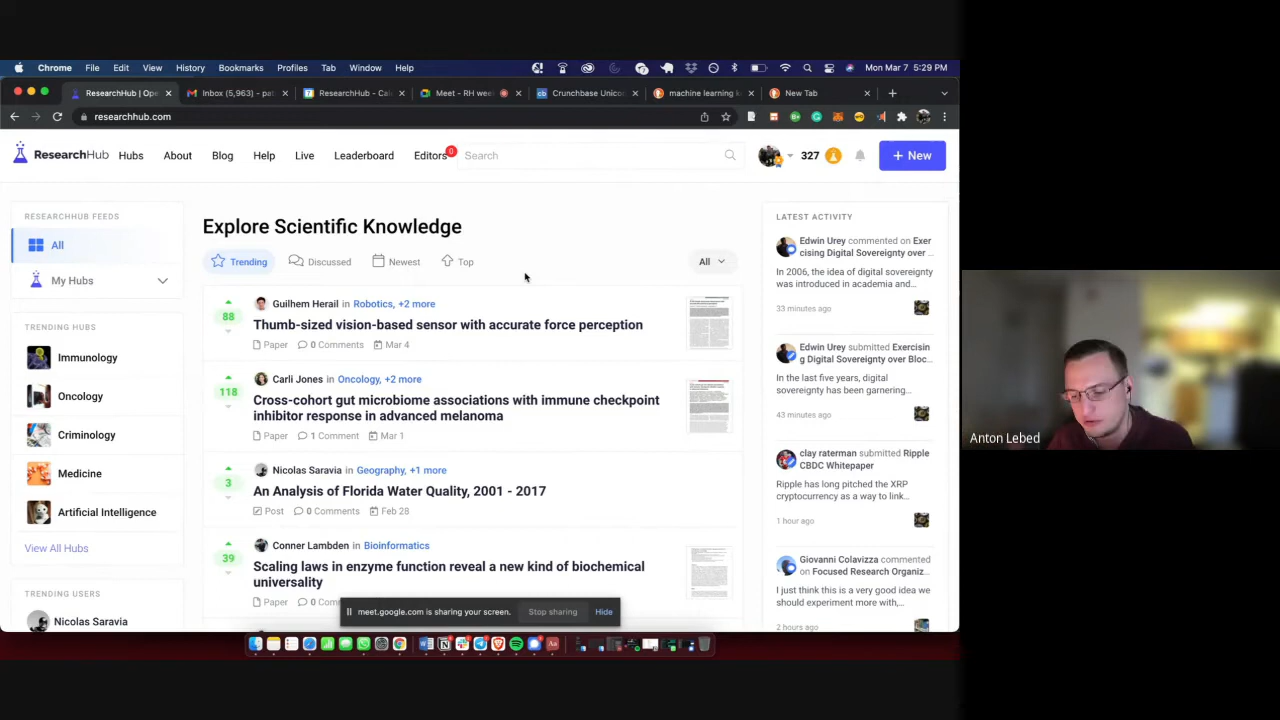 Chrome File Edit View History Bookmarks Profiles Tab Window Help Mon Mar 7 5:29 PM
ResearchHub | Ope Inbox (5,963) - pat ResearchHub - Cale Meet - RH wee Crunchbase Unico machine learning k New Tab
researchhub.com
ResearchHub Hubs About Blog Help Live Leaderboard Editors 0 Search 327 + New
RESEARCHHUB FEEDS
All
My Hubs
TRENDING HUBS
Immunology
Oncology
Criminology
Medicine
Artificial Intelligence
View All Hubs
TRENDING USERS
Nicolas Saravia
Explore Scientific Knowledge
Trending Discussed Newest Top All
88
Guilhem Herail in Robotics, +2 more
Thumb-sized vision-based sensor with accurate force perception
Paper 0 Comments Mar 4
118
Carli Jones in Oncology, +2 more
Cross-cohort gut microbiome associations with immune checkpoint
inhibitor response in advanced melanoma
Paper 1 Comment Mar 1
3
Nicolas Saravia in Geography, +1 more
An Analysis of Florida Water Quality, 2001 - 2017
Post 0 Comments Feb 28
39
Conner Lambden in Bioinformatics
Scaling laws in enzyme function reveal a new kind of biochemical
universality
Paper 0 Com
meet.google.com is sharing your screen. Stop sharing Hide
LATEST ACTIVITY
Edwin Urey commented on Exer
cising Digital Sovereignty over ...
In 2006, the idea of digital sovereignty
was introduced in academia and...
33 minutes ago
Edwin Urey submitted Exercisin
g Digital Sovereignty over Bloc...
In the last five years, digital
sovereignty has been garnering...
43 minutes ago
clay raterman submitted Ripple
CBDC Whitepaper
Ripple has long pitched the XRP
cryptocurrency as a way to link...
1 hour ago
Giovanni Colavizza commented
on Focused Research Organiz...
I just think this is a very good idea we
should experiment more with,...
2 hours ago
Anton Lebed